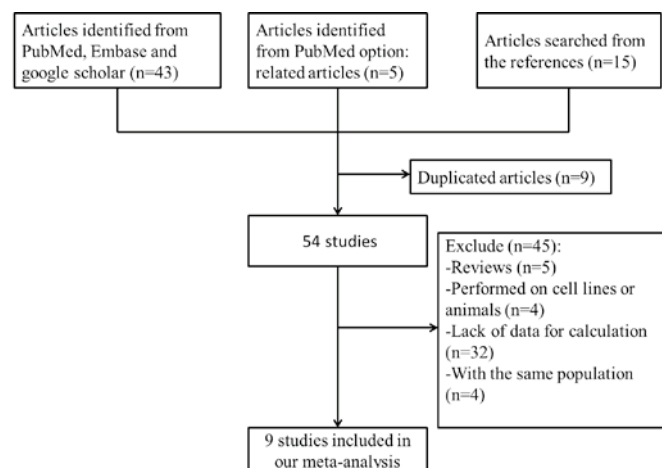 Articles identified from
PubMed, Embase and
google scholar (n=43)
Articles identified
from PubMed option:
related articles (n=5)
Articles searched from
the references (n=15)
Duplicated articles (n=9)
54 studies
Exclude (n=45):
-Reviews (n=5)
-Performed on cell lines or
animals (n=4)
-Lack of data for calculation
(n=32)
-With the same population
(n=4)
9 studies included in
our meta-analysis